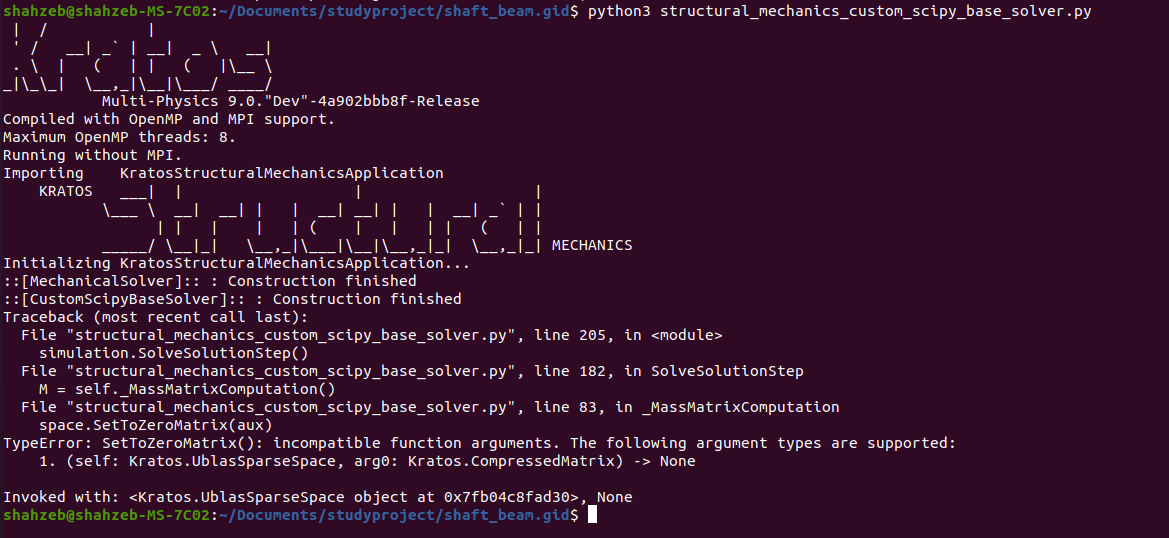 shahzeb@shahzeb-MS-7C02:~/Documents/studyproject/shaft_beam.gid$ python3 structural_mechanics_custom_scipy_base_solver.py
 |  /           |
 ' /   __| _` | __|  _ \   __|
 . \  |   (   | |   (   |\__ \
_|\_\_|  \__,_|\__|\___/ ____/
           Multi-Physics 9.0."Dev"-4a902bbb8f-Release
Compiled with OpenMP and MPI support.
Maximum OpenMP threads: 8.
Running without MPI.
Importing    KratosStructuralMechanicsApplication
    KRATOS   ___|  |                   |                   |
           \___ \  __|  __| |   |  __| __| |   |  __| _` | |
                 | |   |    |   | (    |   |   | |   (   | |
           _____/ \__|_|   \__,_|\___|\__|\__,_|_|  \__,_|_| MECHANICS
Initializing KratosStructuralMechanicsApplication...
::[MechanicalSolver]:: : Construction finished
::[CustomScipyBaseSolver]:: : Construction finished
Traceback (most recent call last):
  File "structural_mechanics_custom_scipy_base_solver.py", line 205, in <module>
    simulation.SolveSolutionStep()
  File "structural_mechanics_custom_scipy_base_solver.py", line 182, in SolveSolutionStep
    M = self._MassMatrixComputation()
  File "structural_mechanics_custom_scipy_base_solver.py", line 83, in _MassMatrixComputation
    space.SetToZeroMatrix(aux)
TypeError: SetToZeroMatrix(): incompatible function arguments. The following argument types are supported:
    1. (self: Kratos.UblasSparseSpace, arg0: Kratos.CompressedMatrix) -> None

Invoked with: <Kratos.UblasSparseSpace object at 0x7fb04c8fad30>, None
shahzeb@shahzeb-MS-7C02:~/Documents/studyproject/shaft_beam.gid$